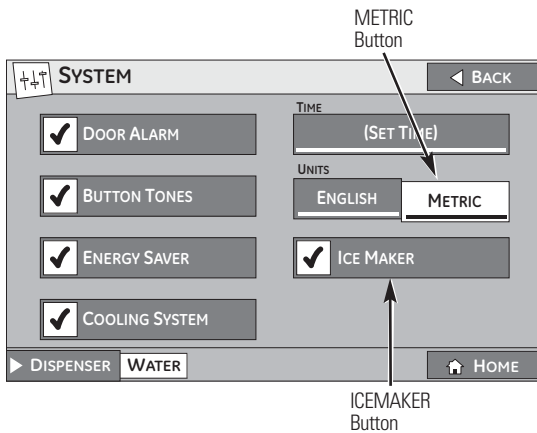 METRIC
Button
SYSTEM
BACK
TIME
DOOR ALARM
(SET TIME)
UNITS
BUTTON TONES
ENGLISH
METRIC
ENERGY SAVER
ICE MAKER
COOLING SYSTEM
DISPENSER WATER
HOME
ICEMAKER
Button